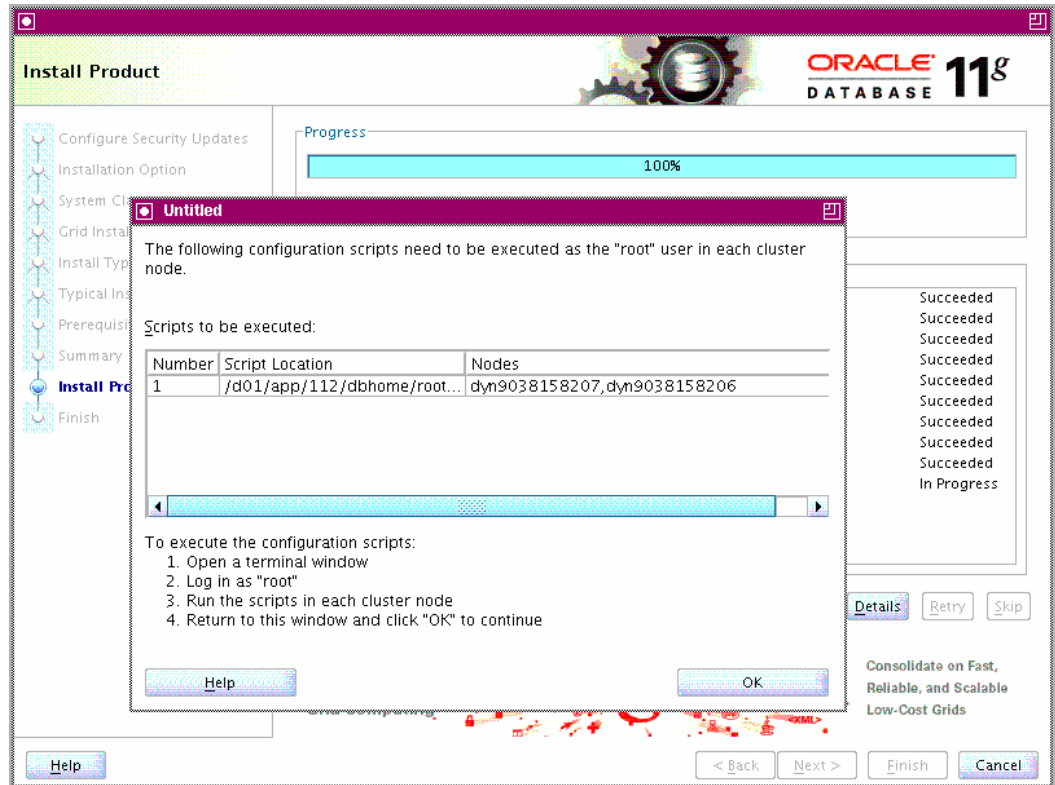 Install Product
ORACLE 11g
DATABASE
Configure Security Updates
Installation Option
System Cla
Grid Instal
Install Typ
Typical Ins
Prerequisi
Summary
Install Pro
Finish
Progress
100%
Succeeded
Succeeded
Succeeded
Succeeded
Succeeded
Succeeded
Succeeded
Succeeded
Succeeded
In Progress
Untitled
The following configuration scripts need to be executed as the "root" user in each cluster
node.
Scripts to be executed:
Number Script Location Nodes
1 /d01/app/112/dbhome/root... dyn9038158207,dyn9038158206
To execute the configuration scripts:
1. Open a terminal window
2. Log in as "root"
3. Run the scripts in each cluster node
4. Return to this window and click "OK" to continue
Help OK
Details Retry Skip
Consolidate on Fast,
Reliable, and Scalable
Low-Cost Grids
<XML>
Help < Back Next > Finish Cancel